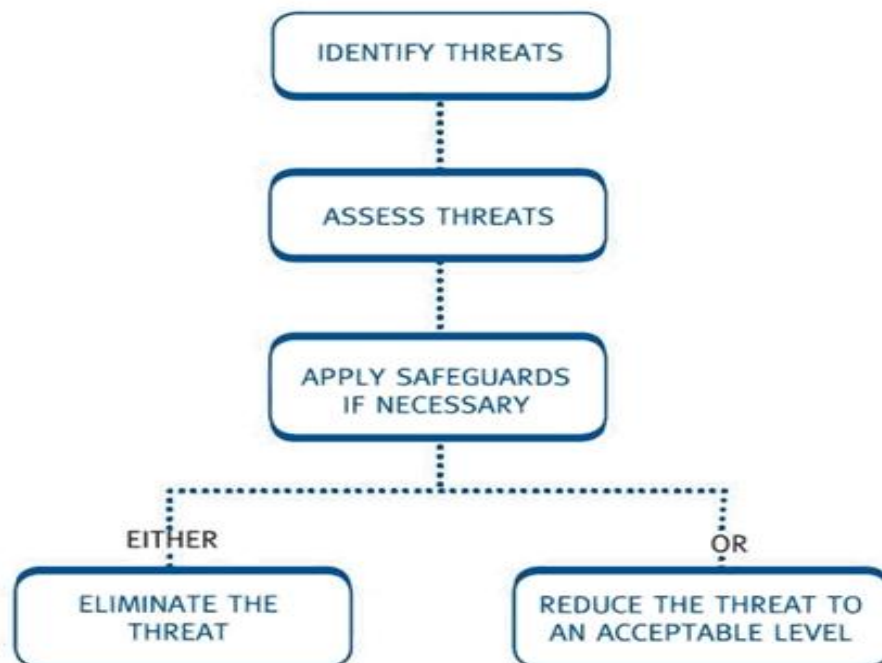 IDENTIFY THREATS
ASSESS THREATS
APPLY SAFEGUARDS
IF NECESSARY
EITHER
OR
ELIMINATE THE
THREAT
REDUCE THE THREAT TO
AN ACCEPTABLE LEVEL